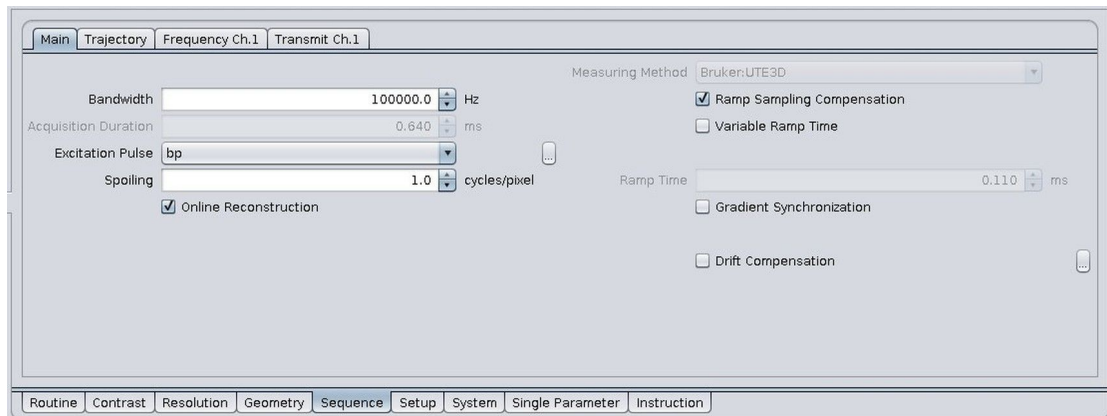 Main Trajectory Frequency Ch.1 Transmit Ch.1
Measuring Method Bruker:UTE3D
Bandwidth 100000.0 Hz
Ramp Sampling Compensation
Acquisition Duration 0.640 ms
Variable Ramp Time
Excitation Pulse bp ...
Spoiling 1.0 cycles/pixel
Ramp Time 0.110 ms
Online Reconstruction
Gradient Synchronization
Drift Compensation ...
Routine Contrast Resolution Geometry Sequence Setup System Single Parameter Instruction